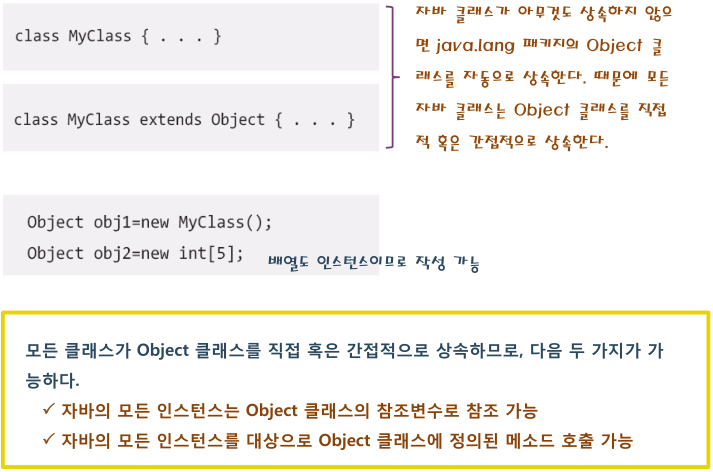 class MyClass { . . . }
class MyClass extends Object { . . . }
자바 클래스가 아무것도 상속하지 않으
면 java.lang 패키지의 Object 클
래스를 자동으로 상속한다. 때문에 모든
자바 클래스는 Object 클래스를 직접
적 혹은 간접적으로 상속한다.
Object obj1=new MyClass();
Object obj2=new int[5];
배열도 인스턴스이므로 작성 가능
모든 클래스가 Object 클래스를 직접 혹은 간접적으로 상속하므로, 다음 두 가지가 가
능하다.
✓ 자바의 모든 인스턴스는 Object 클래스의 참조변수로 참조 가능
✓ 자바의 모든 인스턴스를 대상으로 Object 클래스에 정의된 메소드 호출 가능